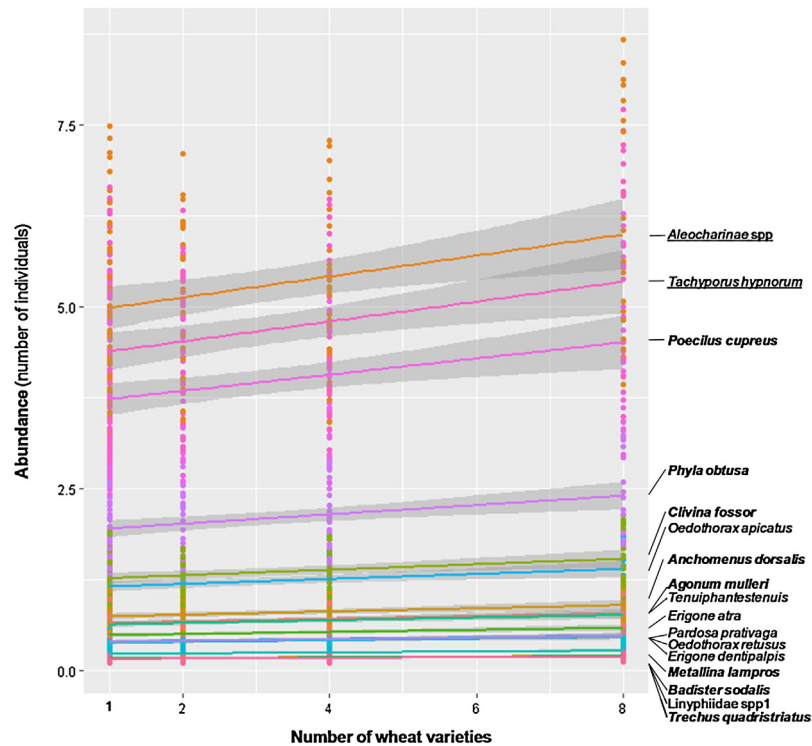 7.5
5.0
2.5
0.0
Abundance (number of individuals)
1
2
4
6
8
Number of wheat varieties
Aleocharinae spp
Tachyporus hypnorum
Poecilus cupreus
Phyla obtusa
Clivina fossor
Oedothorax apicatus
Anchomenus dorsalis
Agonum mulleri
Tenuiphantestenuis
Erigone atra
Pardosa prativaga
Oedothorax retusus
Erigone dentipalpis
Metallina lampros
Badister sodalis
Linyphiidae spp1
Trechus quadristriatus